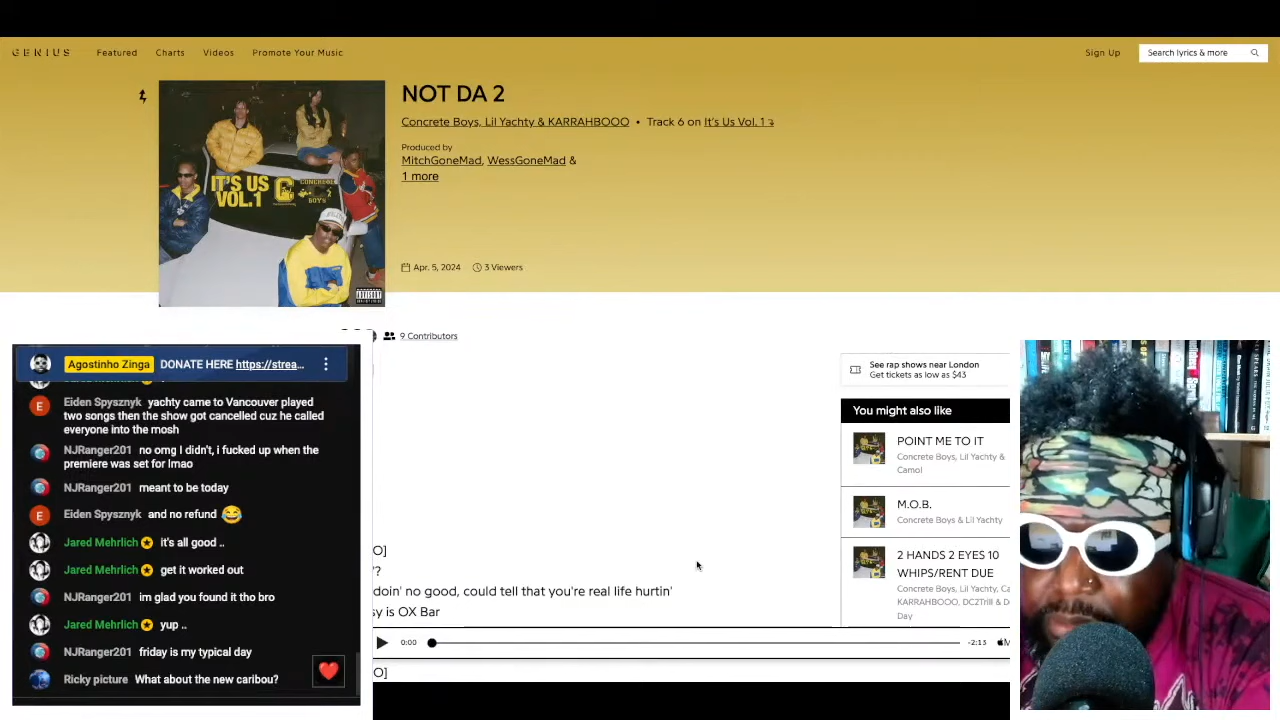 GENIUS
Featured
Charts
Videos
Promote Your Music
Sign Up
Search lyrics & more
NOT DA 2
Concrete Boys, Lil Yachty & KARRAHBOOO • Track 6 on It's Us Vol. 1
Produced by
MitchGoneMad, WessGoneMad &
1 more
IT'S US
VOL.1
CONCRETE
BOYS
Apr. 5, 2024
3 Viewers
9 Contributors
Agostinho Zinga DONATE HERE https://strea...
Eiden Spysznyk yachty came to Vancouver played
two songs then the show got cancelled cuz he called
everyone into the mosh
NJRanger201 no omg I didn't, i fucked up when the
premiere was set for lmao
NJRanger201 meant to be today
Eiden Spysznyk and no refund 😂
Jared Mehrlich it's all good ..
Jared Mehrlich get it worked out
NJRanger201 im glad you found it tho bro
Jared Mehrlich yup ..
NJRanger201 friday is my typical day
Ricky picture What about the new caribou?
O]
'?
doin' no good, could tell that you're real life hurtin'
sy is OX Bar
0:00
-2:13
O]
See rap shows near London
Get tickets as low as $43
You might also like
POINT ME TO IT
Concrete Boys, Lil Yachty &
Camo!
M.O.B.
Concrete Boys & Lil Yachty
2 HANDS 2 EYES 10
WHIPS/RENT DUE
Concrete Boys, Lil Yachty, Ca
KARRAHBOOO, DC2Trill & D
Day